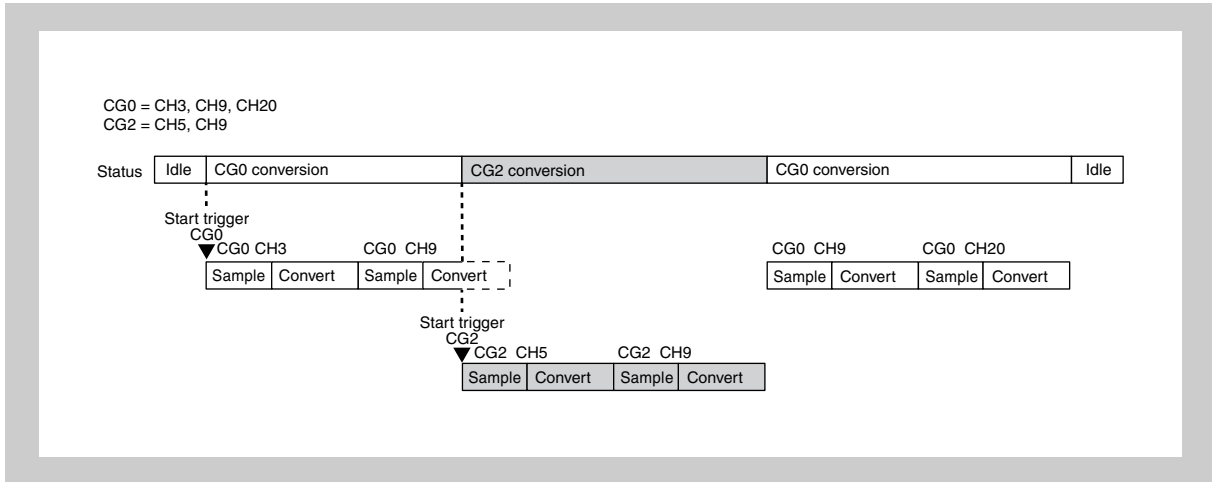 CG0 = CH3, CH9, CH20
CG2 = CH5, CH9
Status Idle CG0 conversion CG2 conversion CG0 conversion Idle
Start trigger
CG0
CG0 CH3 CG0 CH9 CG0 CH9 CG0 CH20
Sample Convert Sample Convert Sample Convert Sample Convert
Start trigger
CG2
CG2 CH5 CG2 CH9
Sample Convert Sample Convert